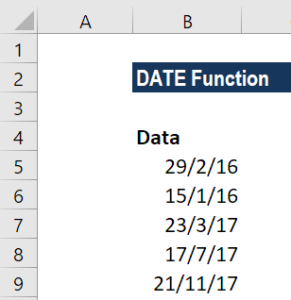 A B
1
2 DATE Function
3
4 Data
5 29/2/16
6 15/1/16
7 23/3/17
8 17/7/17
9 21/11/17